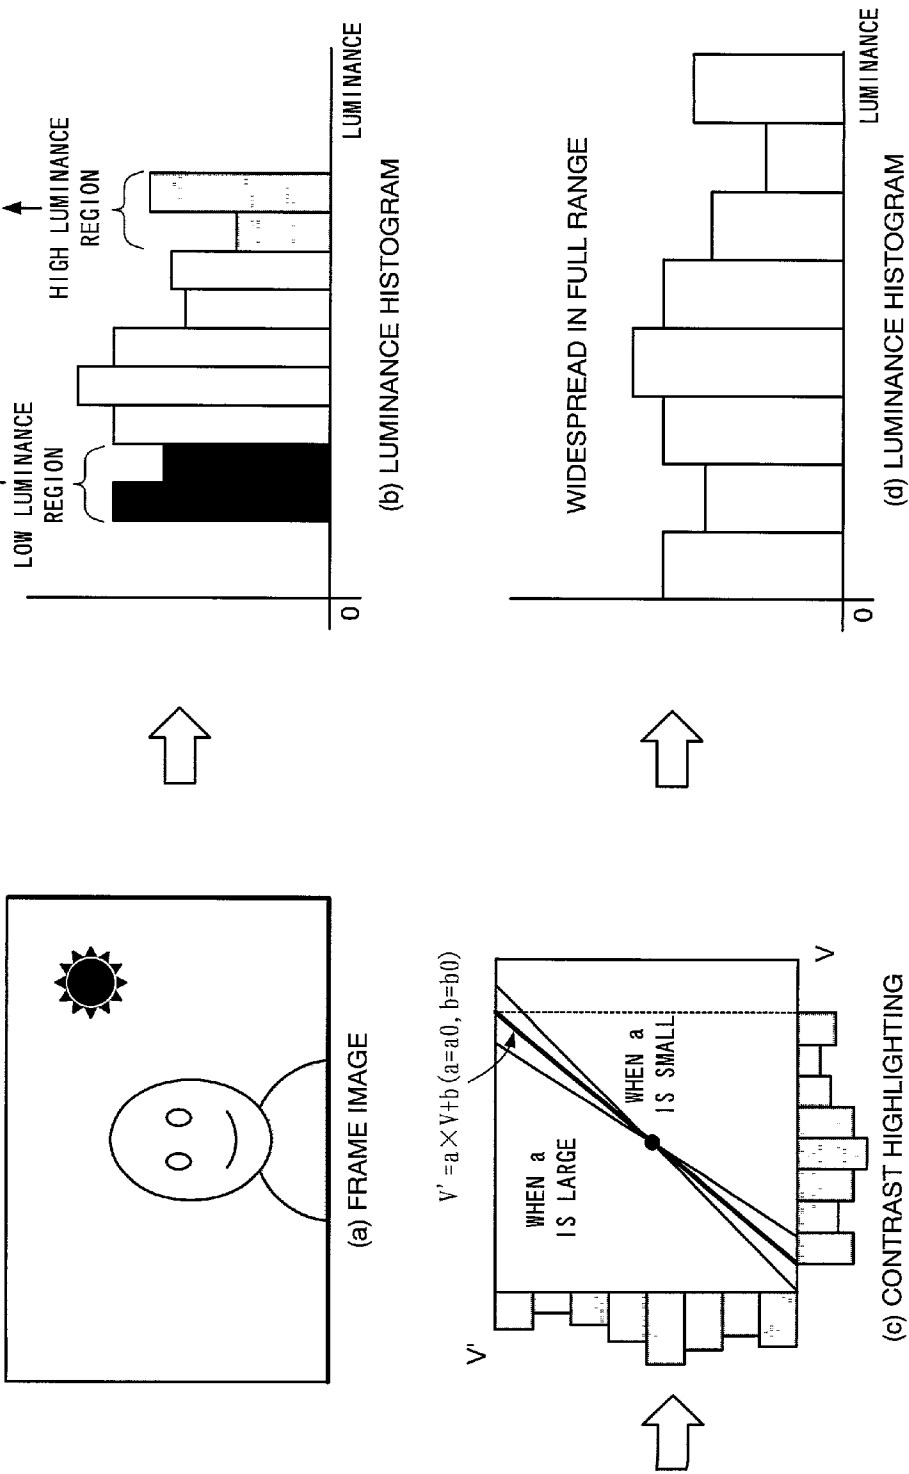 (a) FRAME IMAGE
LOW LUMINANCE
REGION
HIGH LUMINANCE
REGION
0
LUMINANCE
(b) LUMINANCE HISTOGRAM
V'
V'=a×V+b(a=a0, b=b0)
WHEN a
IS LARGE
WHEN a
IS SMALL
V
(c) CONTRAST HIGHLIGHTING
WIDESPREAD IN FULL RANGE
0
LUMINANCE
(d) LUMINANCE HISTOGRAM